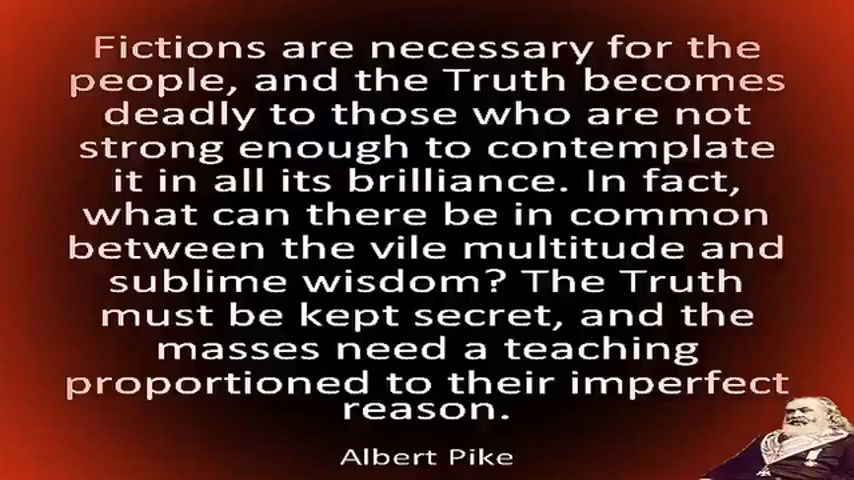 Fictions are necessary for the
people, and the Truth becomes
deadly to those who are not
strong enough to contemplate
it in all its brilliance. In fact,
what can there be in common
between the vile multitude and
sublime wisdom? The Truth
must be kept secret, and the
masses need a teaching
proportioned to their imperfect
reason.
Albert Pike